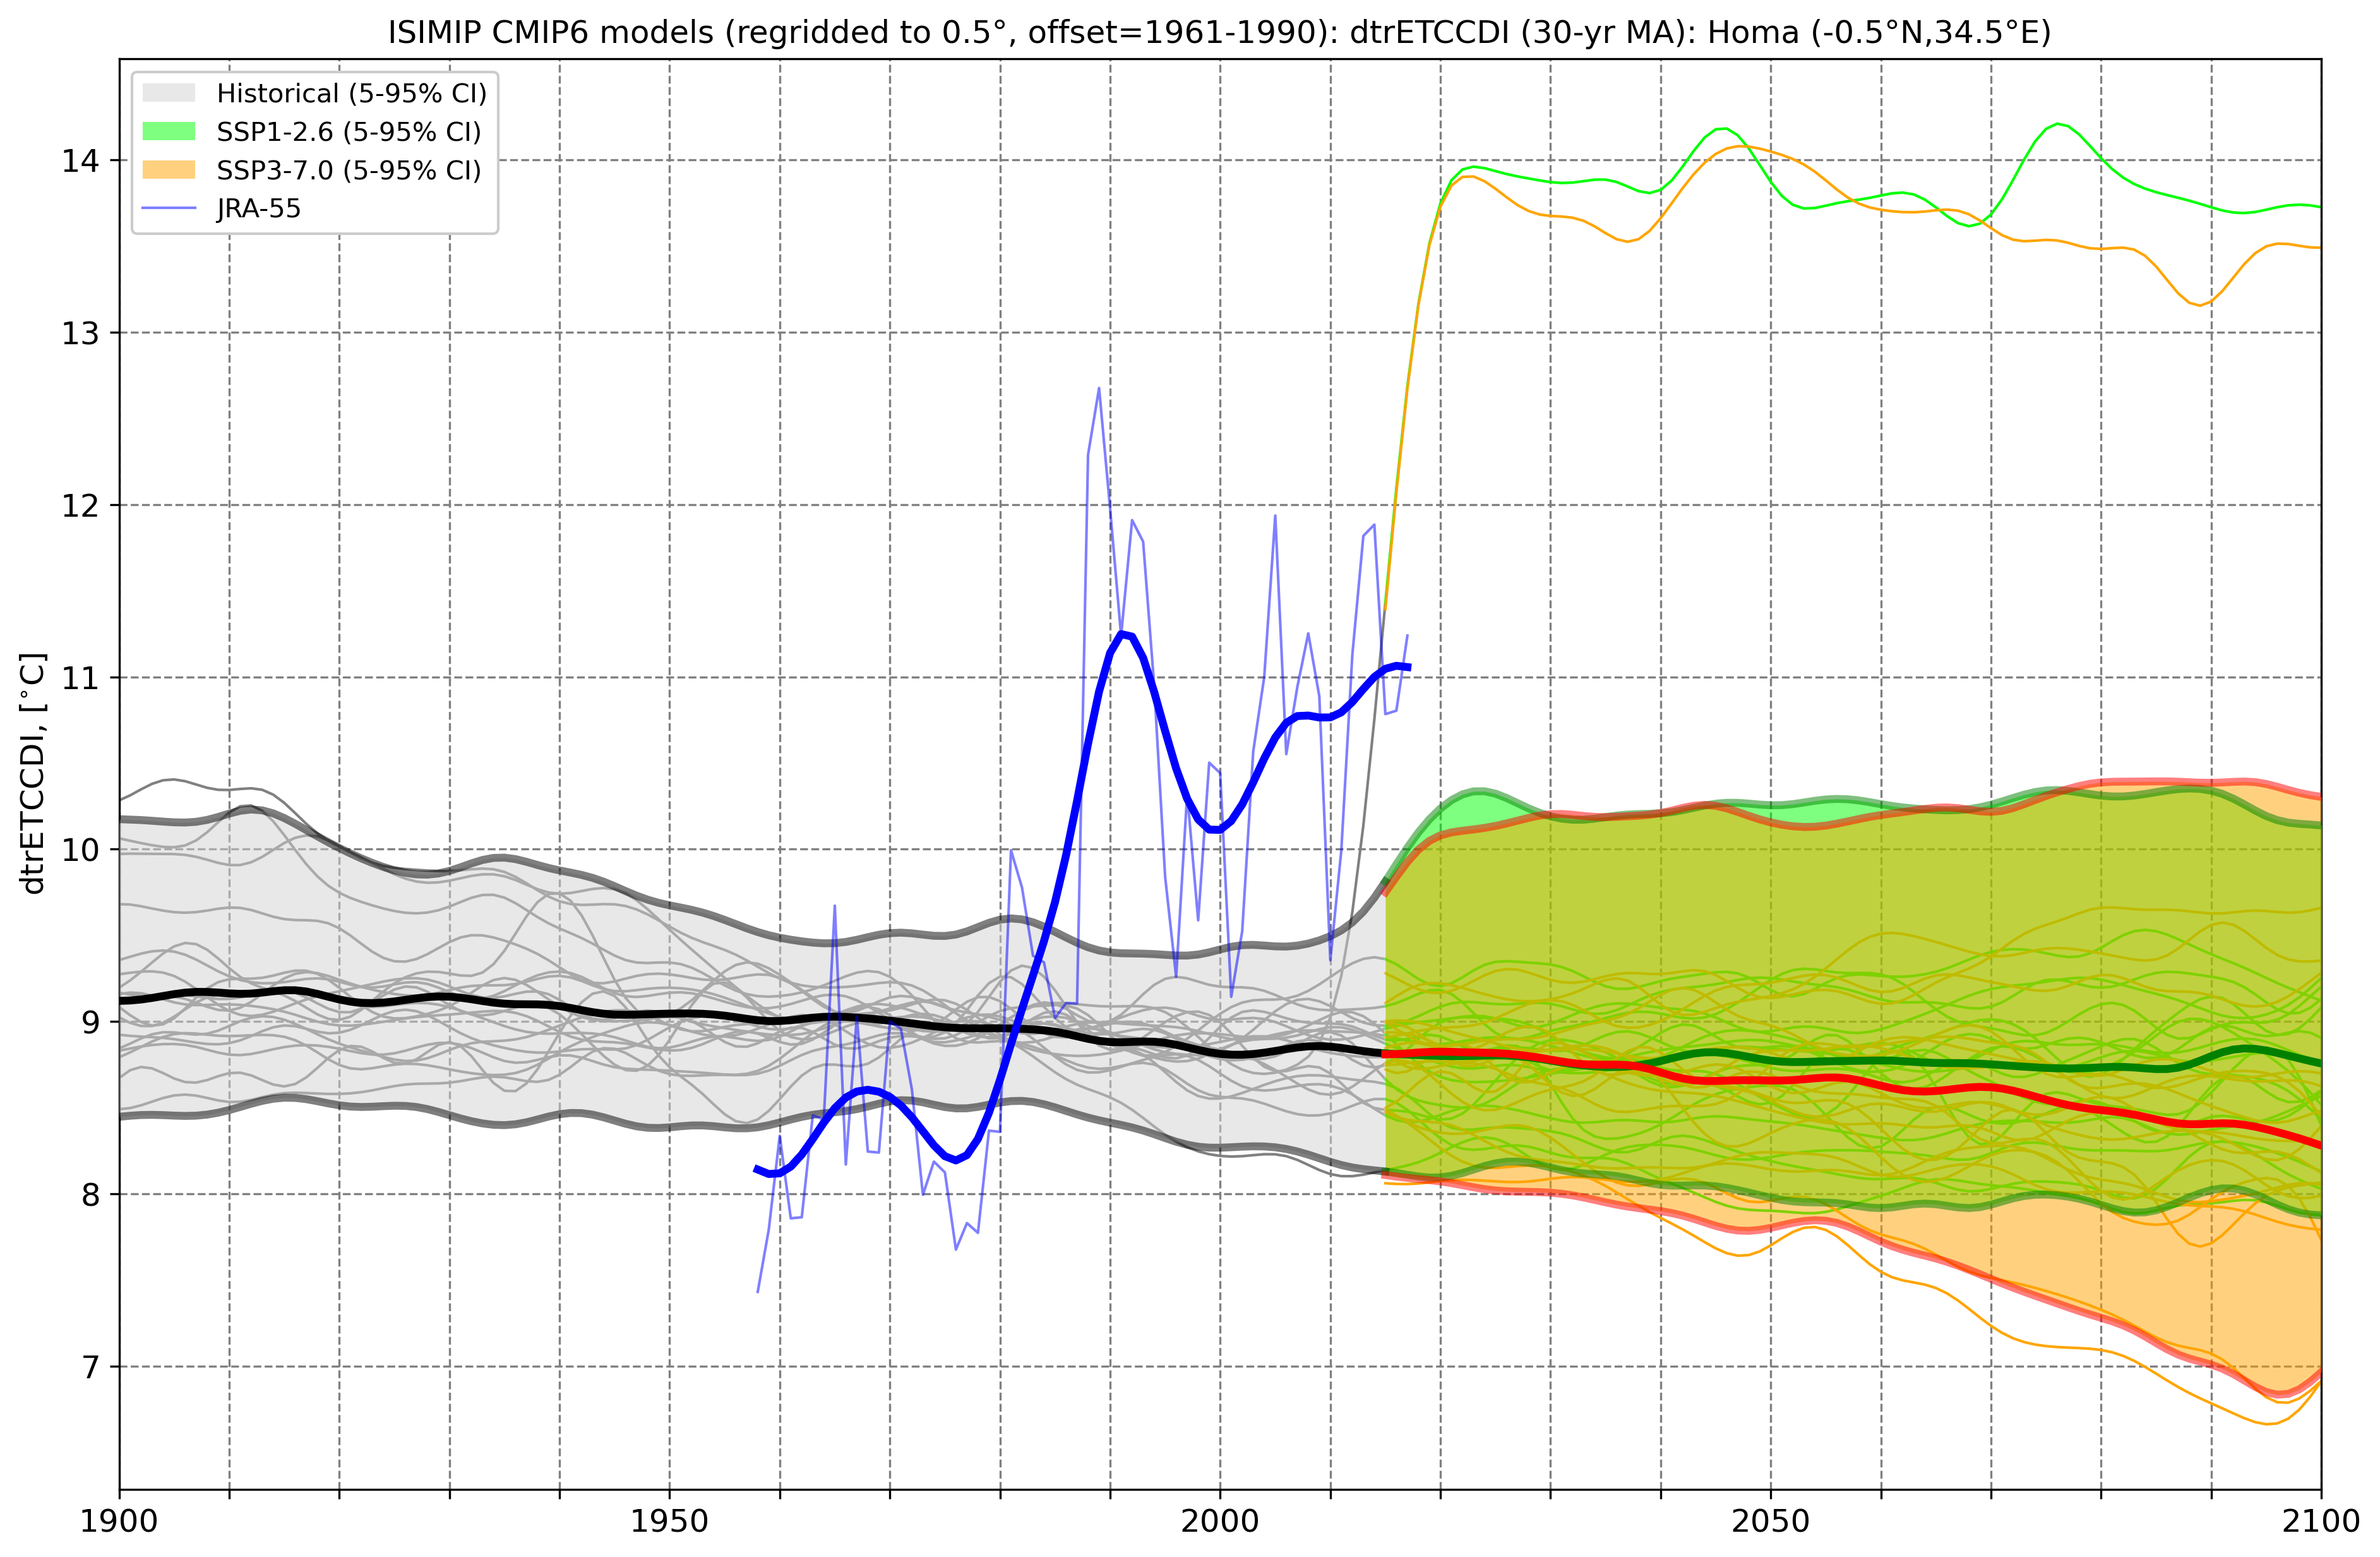 ISIMIP CMIP6 models (regridded to 0.5°, offset=1961-1990): dtrETCCDI (30-yr MA): Homa (-0.5°N,34.5°E)
Historical (5-95% CI)
SSP1-2.6 (5-95% CI)
SSP3-7.0 (5-95% CI)
JRA-55
dtrETCCDI, [°C]
14
13
12
11
10
9
8
7
1900
1950
2000
2050
2100